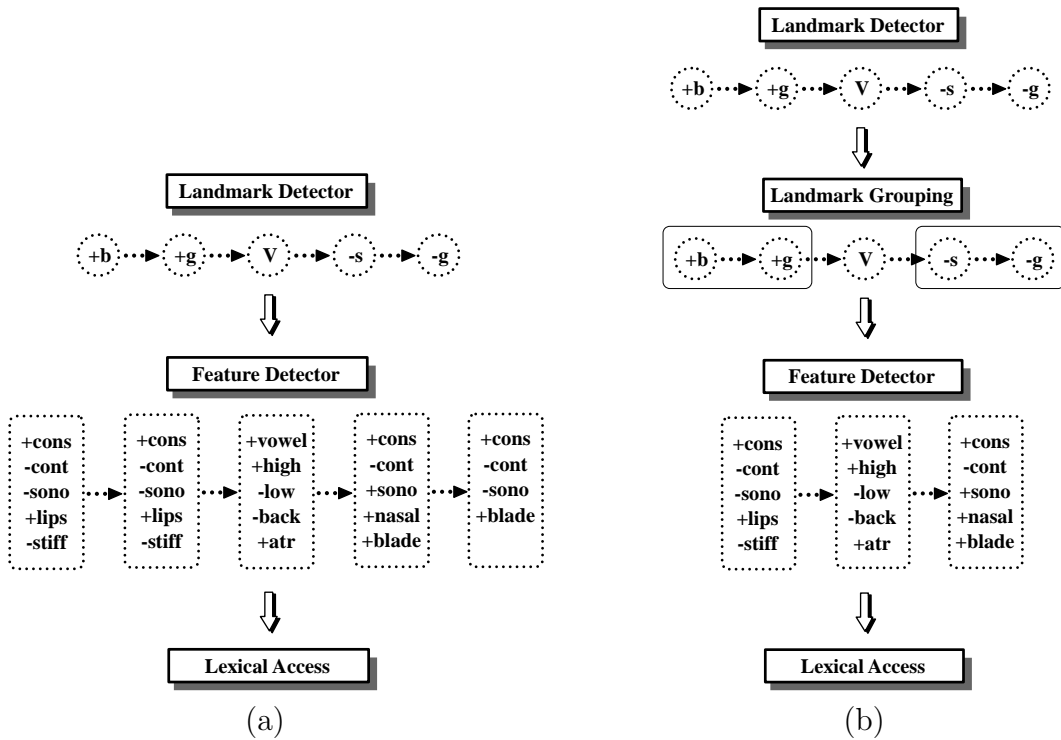 Landmark Detector
+b +g V -s -g
Feature Detector
+cons +cons +vowel +cons +cons
-cont -cont +high -cont -cont
-sono -sono -low +sono -sono
+lips +lips -back +nasal +blade
-stiff -stiff +atr +blade
Lexical Access
(a)
Landmark Detector
+b +g V -s -g
Landmark Grouping
+b +g V -s -g
Feature Detector
+cons +vowel +cons
-cont +high -cont
-sono -low +sono
+lips -back +nasal
-stiff +atr +blade
Lexical Access
(b)